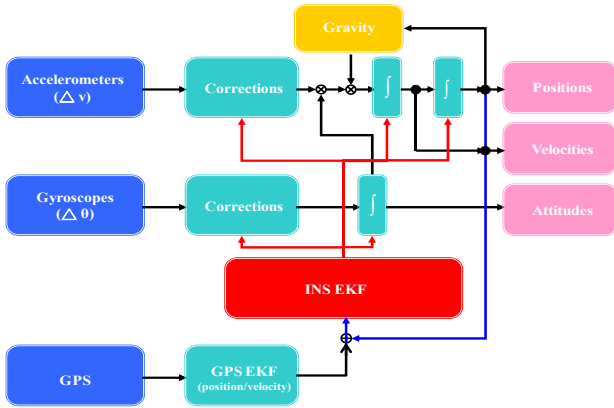 Gravity
Accelerometers
(△ v)
Corrections
∫
∫
Positions
Velocities
Gyroscopes
(△ θ)
Corrections
∫
Attitudes
INS EKF
GPS
GPS EKF
(position/velocity)